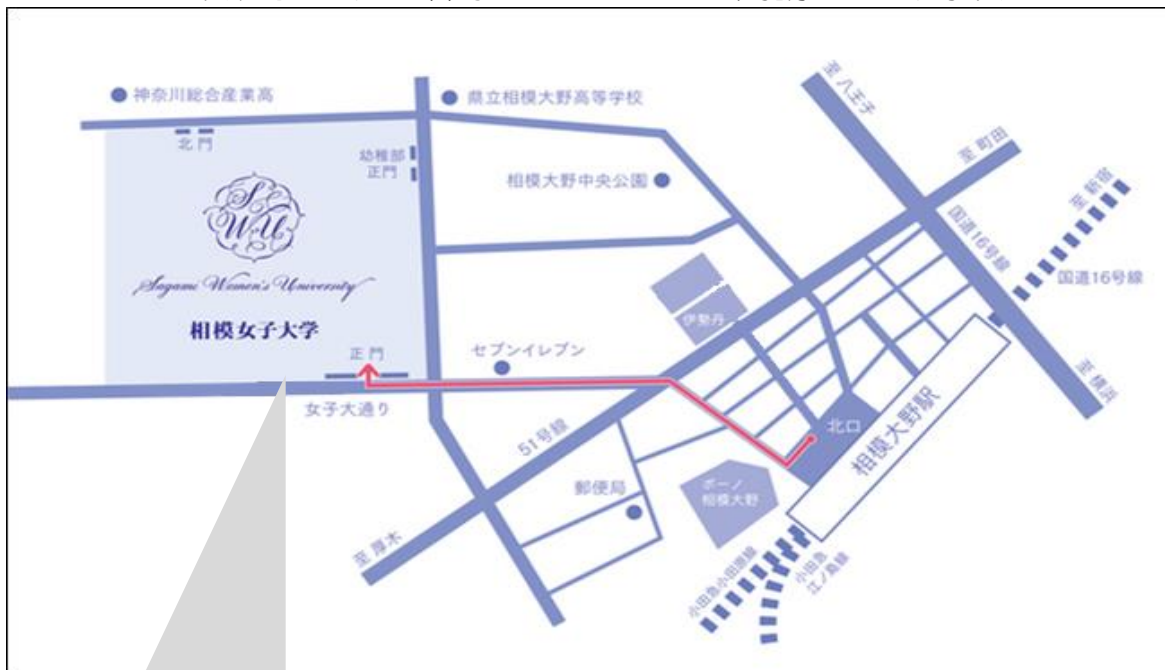 神奈川総合産業高
県立相模大野高等学校
至 八王子
至 町田
至 新宿
北 門
幼稚部
正門
相模大野中央公園
国道16号線
国道16号線
S
W·U
Sagami Women's University
相模女子大学
伊勢丹
正 門
セブンイレブン
至 横浜
女子大通り
51号線
北口
相模大野駅
郵便局
ボーノ
相模大野
至 厚木
小田急小田原線
小田急
江ノ島線